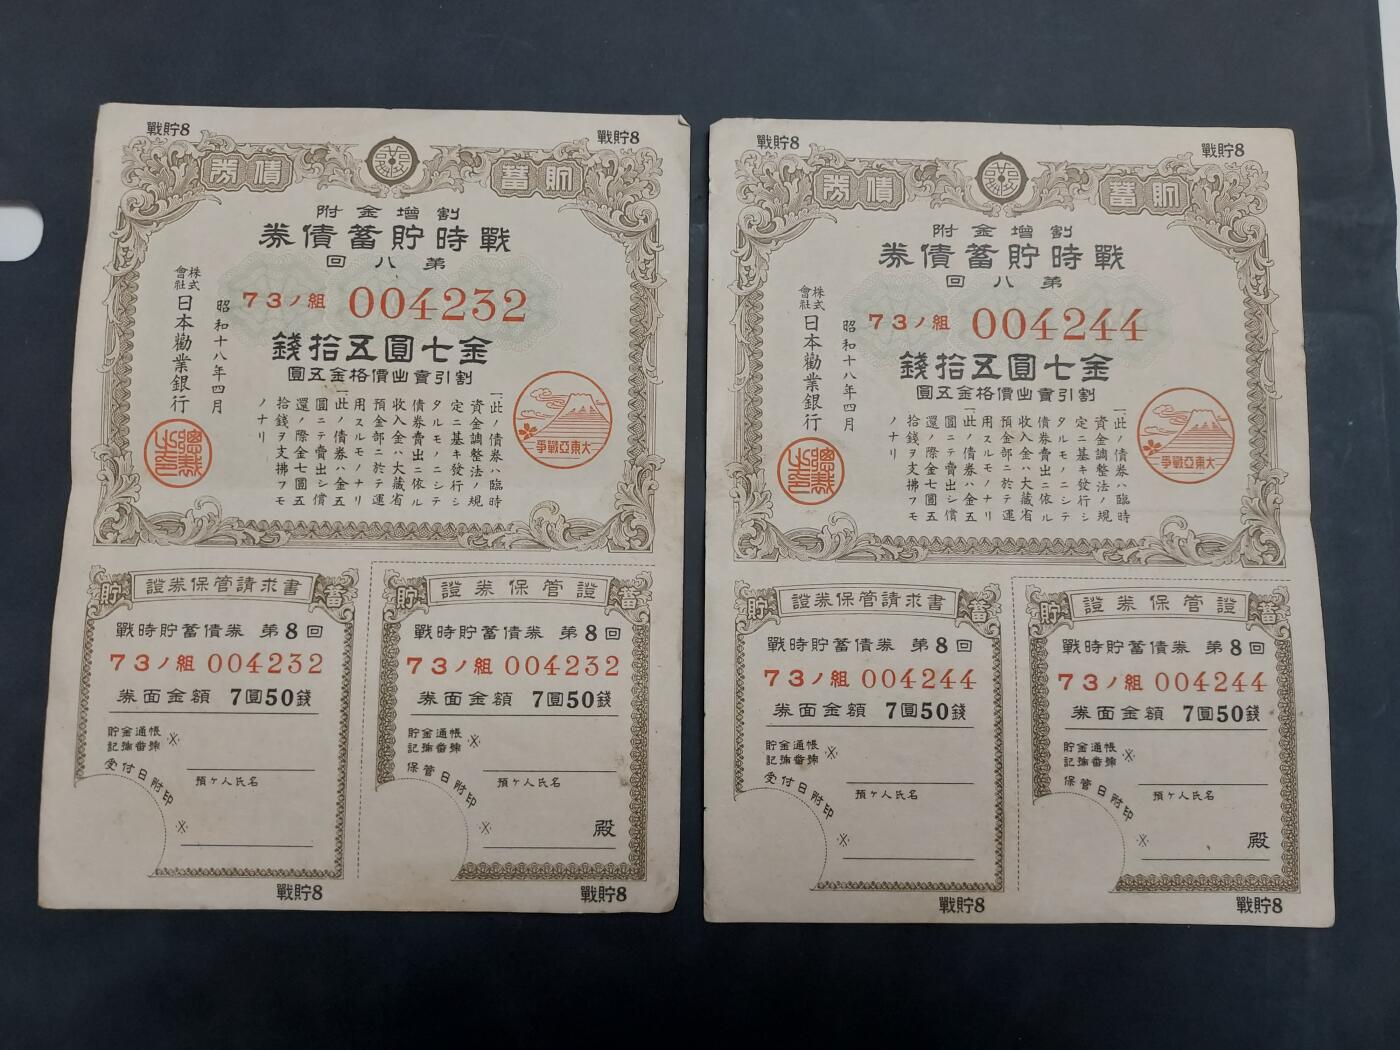 戰貯8
戰貯8
券債
蓄貯
附金增割
券債蓄貯時戰
回八第
73ノ組 004232
錢拾五圓七金
圓五金格價出賣引割
昭和十八年四月
株式會社日本勸業銀行
總裁之印
大東亞戰爭
一、此ノ債券ハ臨時
資金調整法ノ規
定ニ基キ發行シ
タルモノニシテ
債券賣出ニ依ル
收入金ハ大藏省
預金部ニ於テ運
用スルモノナリ
一、此ノ債券ハ金五
圓ニテ賣出シ償
還ノ際金七圓五
拾錢ヲ支拂フモ
ノナリ
貯 證券保管請求書 蓄
戰時貯蓄債券 第8回
73ノ組 004232
券面金額 7圓50錢
貯金通帳
記號番號 ※
預ケ人氏名
受付日附印
※
戰貯8
貯 證券保管證 蓄
戰時貯蓄債券 第8回
73ノ組 004232
券面金額 7圓50錢
貯金通帳
記號番號 ※
預ケ人氏名
保管日附印
※ 殿
戰貯8
戰貯8
戰貯8
券債
蓄貯
附金增割
券債蓄貯時戰
回八第
73ノ組 004244
錢拾五圓七金
圓五金格價出賣引割
昭和十八年四月
株式會社日本勸業銀行
總裁之印
大東亞戰爭
一、此ノ債券ハ臨時
資金調整法ノ規
定ニ基キ發行シ
タルモノニシテ
債券賣出ニ依ル
收入金ハ大藏省
預金部ニ於テ運
用スルモノナリ
一、此ノ債券ハ金五
圓ニテ賣出シ償
還ノ際金七圓五
拾錢ヲ支拂フモ
ノナリ
貯 證券保管請求書 蓄
戰時貯蓄債券 第8回
73ノ組 004244
券面金額 7圓50錢
貯金通帳
記號番號 ※
預ケ人氏名
受付日附印
※
戰貯8
貯 證券保管證 蓄
戰時貯蓄債券 第8回
73ノ組 004244
券面金額 7圓50錢
貯金通帳
記號番號 ※
預ケ人氏名
保管日附印
※ 殿
戰貯8